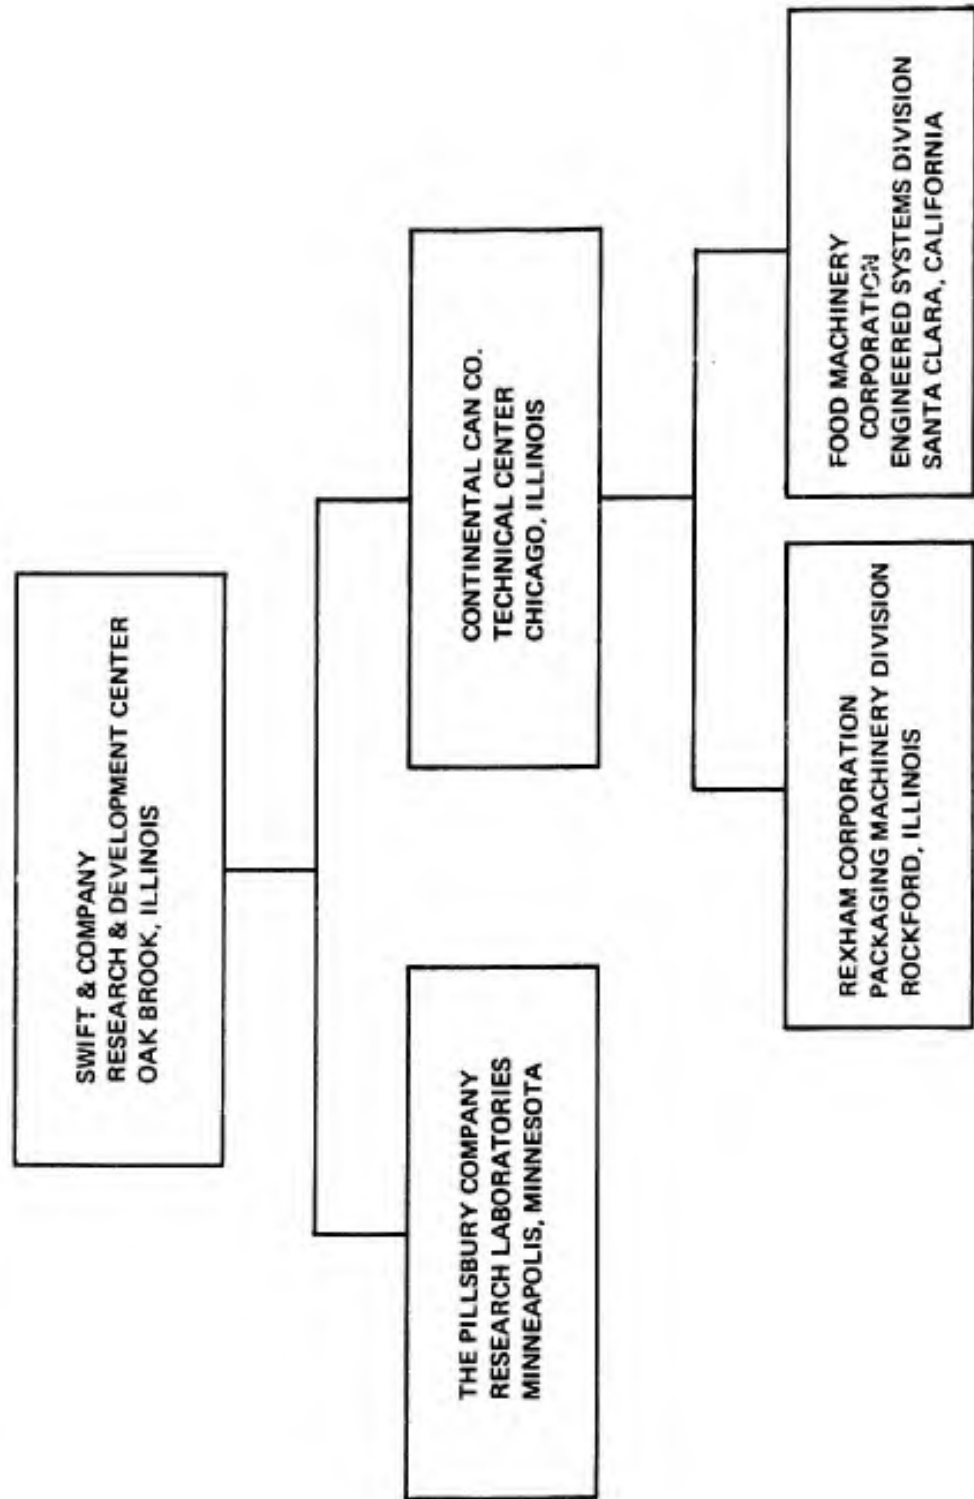 SWIFT & COMPANY
RESEARCH & DEVELOPMENT CENTER
OAK BROOK, ILLINOIS
THE PILLSBURY COMPANY
RESEARCH LABORATORIES
MINNEAPOLIS, MINNESOTA
CONTINENTAL CAN CO.
TECHNICAL CENTER
CHICAGO, ILLINOIS
REXHAM CORPORATION
PACKAGING MACHINERY DIVISION
ROCKFORD, ILLINOIS
FOOD MACHINERY
CORPORATION
ENGINEERED SYSTEMS DIVISION
SANTA CLARA, CALIFORNIA